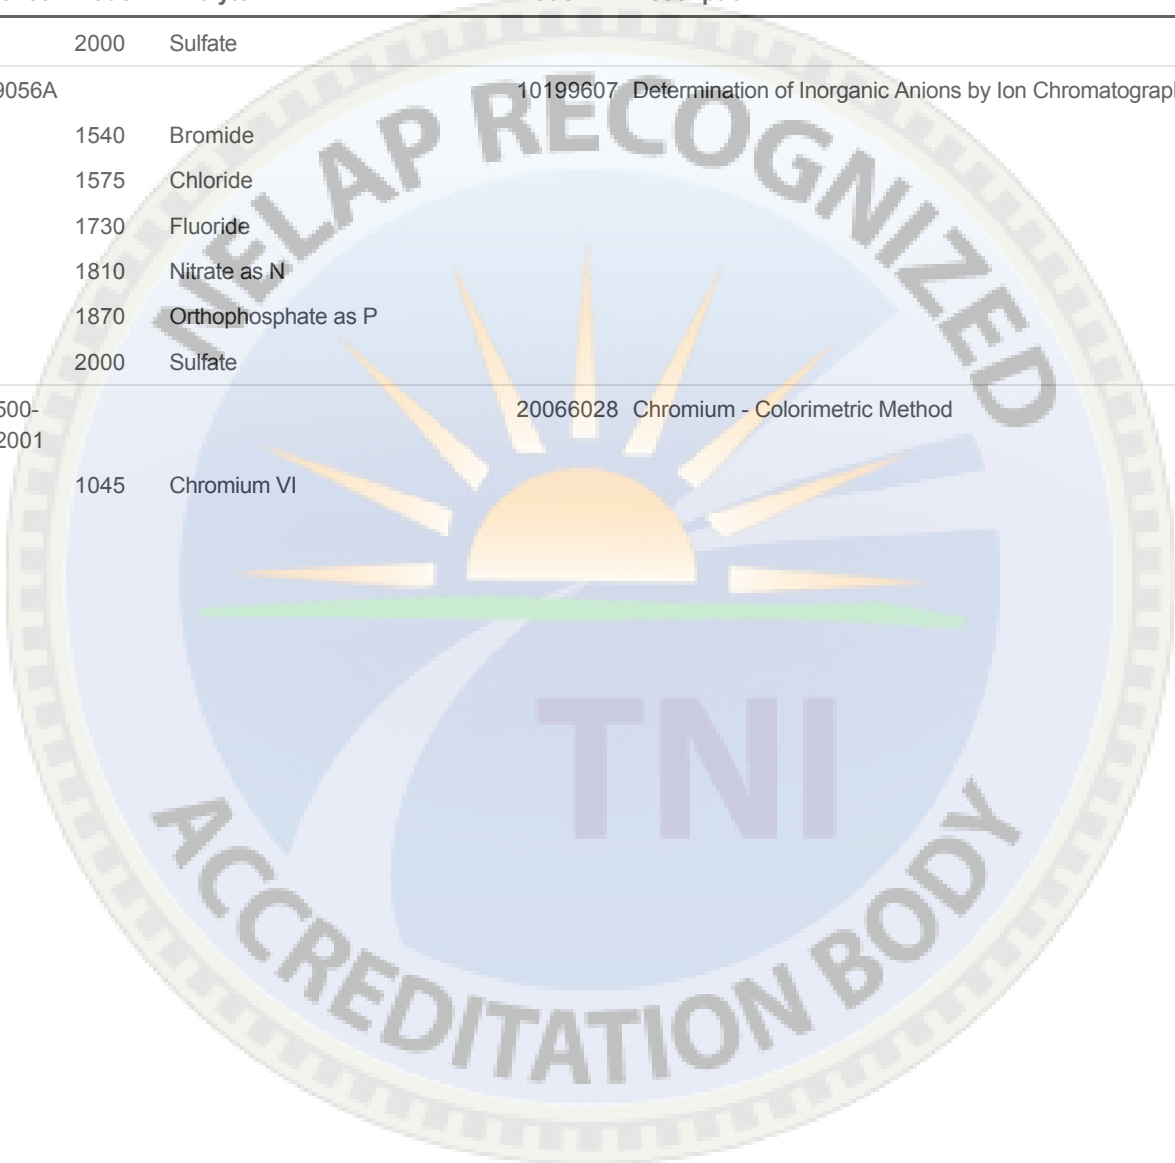 2000 Sulfate
9056A 10199607 Determination of Inorganic Anions by Ion
1540 Bromide
1575 Chloride
1730 Fluoride
1810 Nitrate as N
1870 Orthophosphate as P
2000 Sulfate
500- 20066028 Chromium - Colorimetric Method
2001
1045 Chromium VI
NELAP RECOGNIZED
TNI
ACCREDITATION BODY